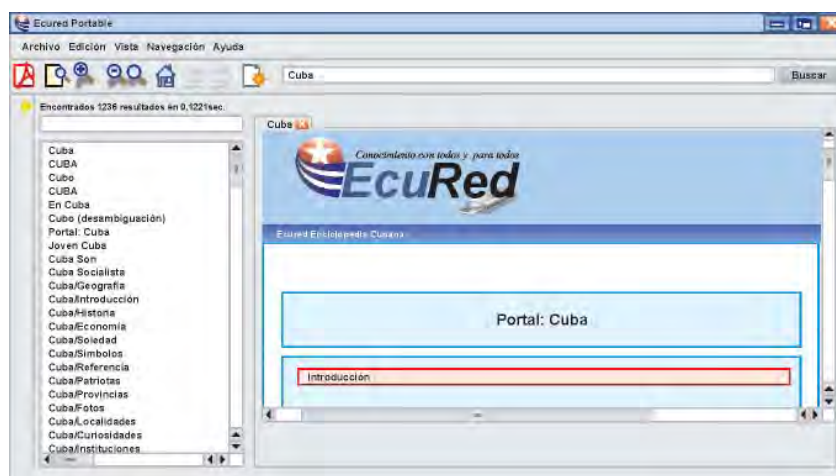 Ecured Portable
Archivo Edición Vista Navegación Ayuda
Cuba
Buscar
Encontrados 1236 resultados en 0,1221sec.
Cuba
CUBA
Cubo
CUBA
En Cuba
Cubo (desambiguación)
Portal: Cuba
Joven Cuba
Cuba Son
Cuba Socialista
Cuba/Geografía
Cuba/Introducción
Cuba/Historia
Cuba/Economía
Cuba/Soledad
Cuba/Símbolos
Cuba/Referencia
Cuba/Patriotas
Cuba/Provincias
Cuba/Fotos
Cuba/Localidades
Cuba/Curiosidades
Cuba/Instituciones
Cuba
Conocimiento con todos y para todos
EcuRed
Ecured Enciclopedia Cubana
Portal: Cuba
Introducción